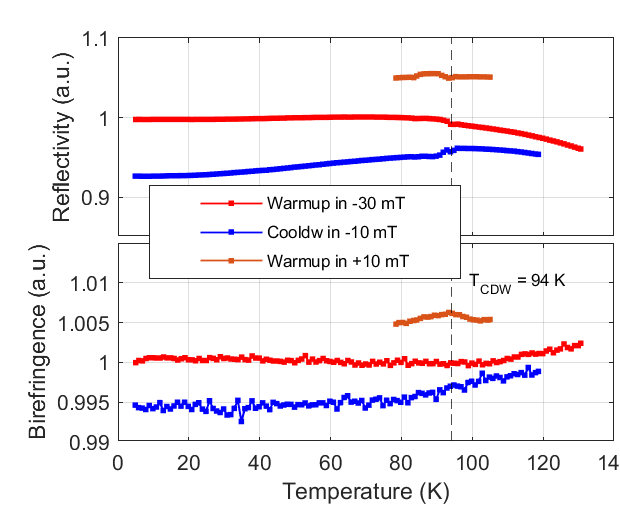 1.1
1
0.9
Reflectivity (a.u.)
Warmup in -30 mT
Cooldw in -10 mT
Warmup in +10 mT
1.01
1.005
1
0.995
0.99
Birefringence (a.u.)
T_CDW = 94 K
0 20 40 60 80 100 120 14
Temperature (K)